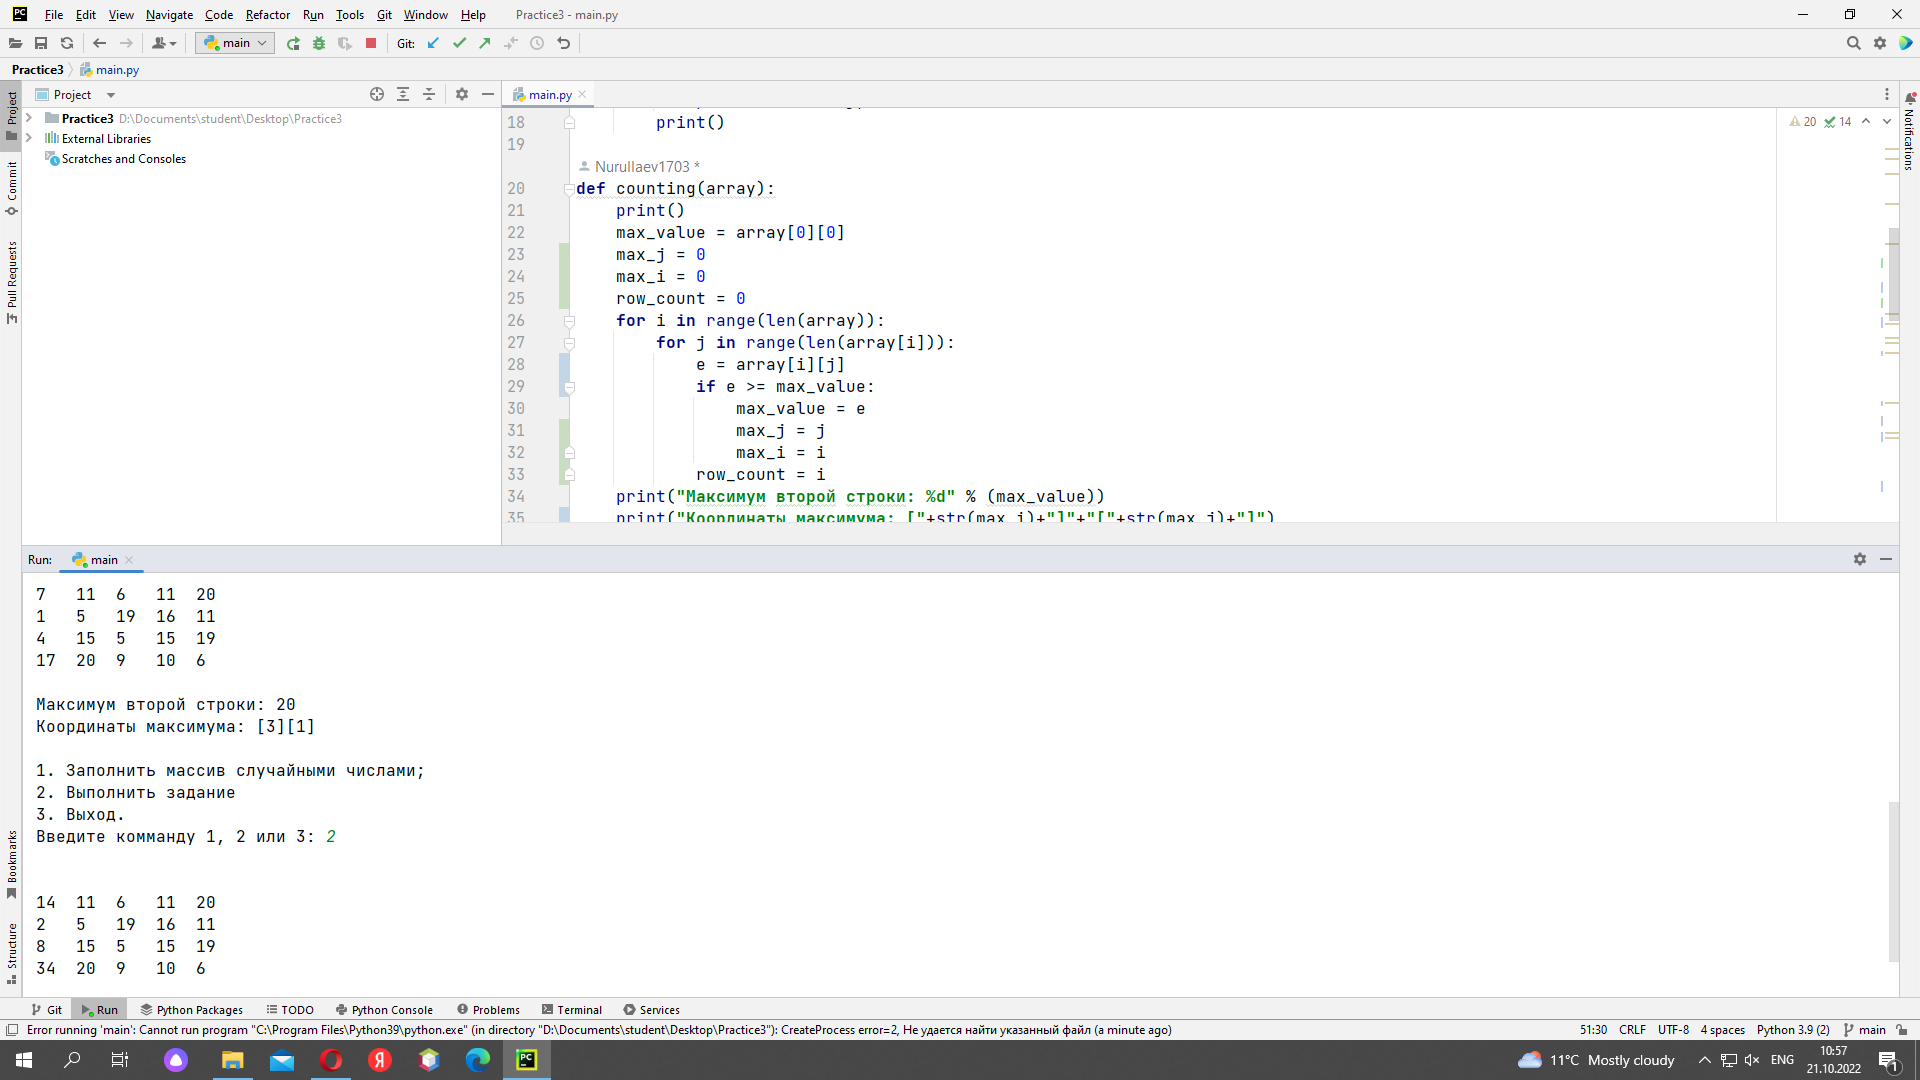 File Edit View Navigate Code Refactor Run Tools Git Window Help Practice3 - main.py
main Git:
Practice3 main.py
Project
main.py
Practice3 D:\Documents\student\Desktop\Practice3
External Libraries
Scratches and Consoles
Project
Commit
Pull Requests
Bookmarks
Structure
Notifications
20 14
18 print()
19
Nurullaev1703 *
20 def counting(array):
21 print()
22 max_value = array[0][0]
23 max_j = 0
24 max_i = 0
25 row_count = 0
26 for i in range(len(array)):
27 for j in range(len(array[i])):
28 e = array[i][j]
29 if e >= max_value:
30 max_value = e
31 max_j = j
32 max_i = i
33 row_count = i
34 print("Максимум второй строки: %d" % (max_value))
35 print("Координаты максимума: ["+str(max_i)+"]"+"["+str(max_j)+"]")
Run: main
7 11 6 11 20
1 5 19 16 11
4 15 5 15 19
17 20 9 10 6
Максимум второй строки: 20
Координаты максимума: [3][1]
1. Заполнить массив случайными числами;
2. Выполнить задание
3. Выход.
Введите комманду 1, 2 или 3: 2
14 11 6 11 20
2 5 19 16 11
8 15 5 15 19
34 20 9 10 6
Git Run Python Packages TODO Python Console Problems Terminal Services
Error running 'main': Cannot run program "C:\Program Files\Python39\python.exe" (in directory "D:\Documents\student\Desktop\Practice3"): CreateProcess error=2, Не удается найти указанный файл (a minute ago) 51:30 CRLF UTF-8 4 spaces Python 3.9 (2) main
11°C Mostly cloudy ENG 10:57
21.10.2022
1